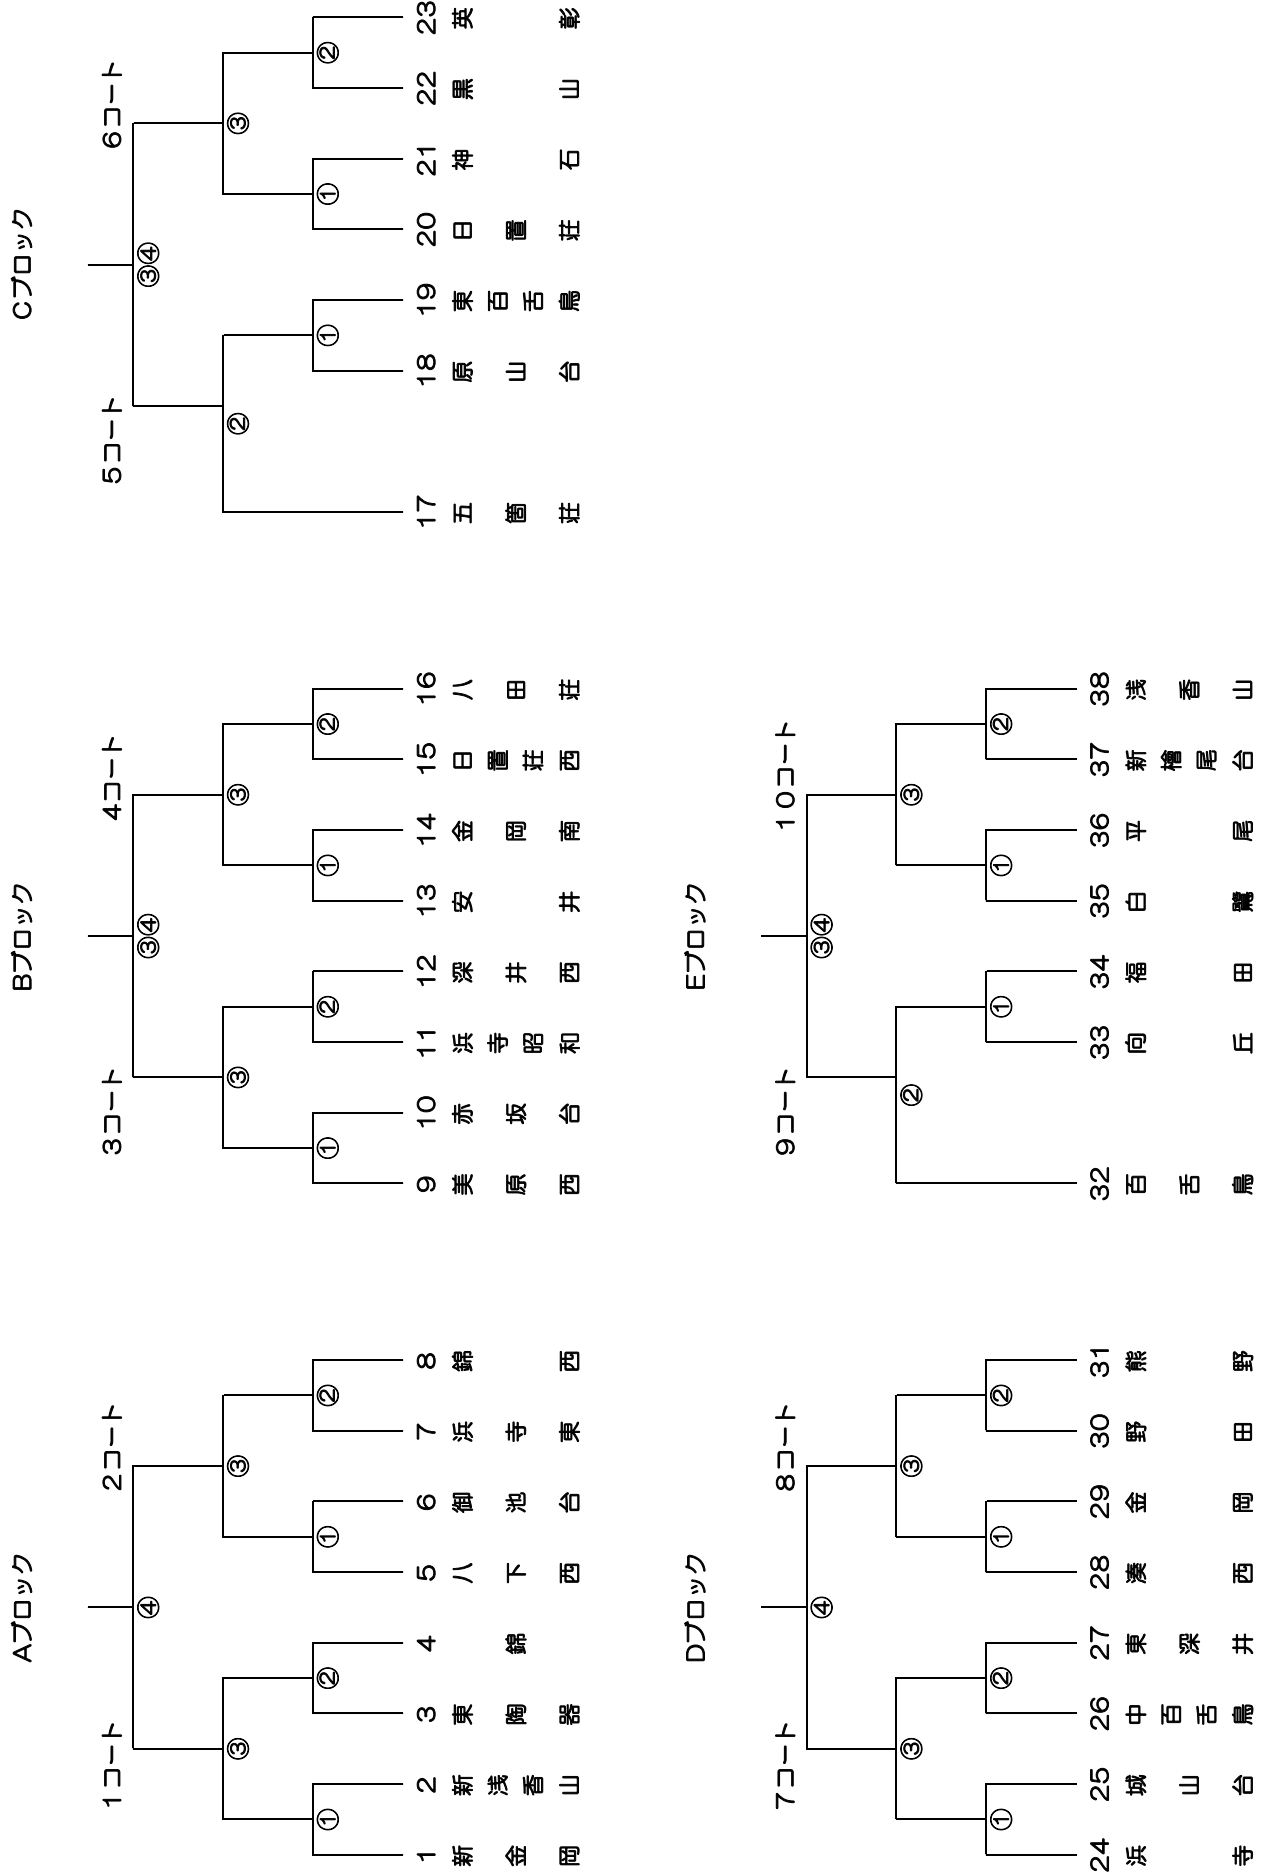 Aブロック
1コート
2コート
④
③
③
①
②
①
②
1 新金岡
2 新浅香山
3 東陶器
4 錦
5 八下西
6 御池台
7 浜寺東
8 錦西
Bブロック
3コート
4コート
③④
③
③
①
②
①
②
9 美原西
10 赤坂台
11 浜寺昭和
12 深井西
13 安井
14 金岡南
15 日置荘西
16 八田荘
Cブロック
5コート
6コート
③④
②
③
①
①
②
17 五箇荘
18 原山台
19 東百舌鳥
20 日置荘
21 神石
22 黒山
23 英彰
Dブロック
7コート
8コート
④
③
③
①
②
①
②
24 浜寺
25 城山台
26 中百舌鳥
27 東深井
28 湊西
29 金岡
30 野田
31 熊野
Eブロック
9コート
10コート
③④
②
③
①
①
②
32 百舌鳥
33 向丘
34 福田
35 白鷺
36 平尾
37 新檜尾台
38 浅香山